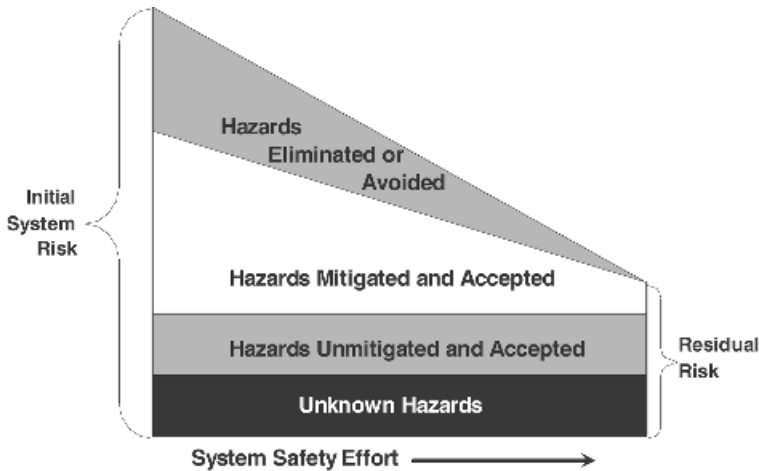 Hazards
Eliminated or
Avoided
Initial
System
Risk
Hazards Mitigated and Accepted
Hazards Unmitigated and Accepted
Residual
Risk
Unknown Hazards
System Safety Effort